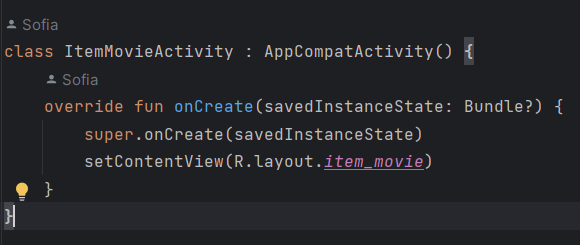 Sofia
class ItemMovieActivity : AppCompatActivity() {
Sofia
override fun onCreate(savedInstanceState: Bundle?) {
super.onCreate(savedInstanceState)
setContentView(R.layout.item_movie)
}
}